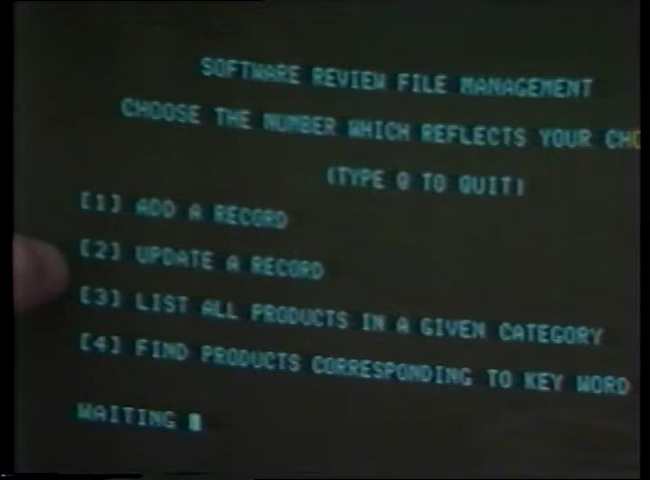 SOFTWARE REVIEW FILE MANAGEMENT
CHOOSE THE NUMBER WHICH REFLECTS YOUR CHO
(TYPE Q TO QUIT)
[1] ADD A RECORD
[2] UPDATE A RECORD
[3] LIST ALL PRODUCTS IN A GIVEN CATEGORY
[4] FIND PRODUCTS CORRESPONDING TO KEY WORD
WAITING